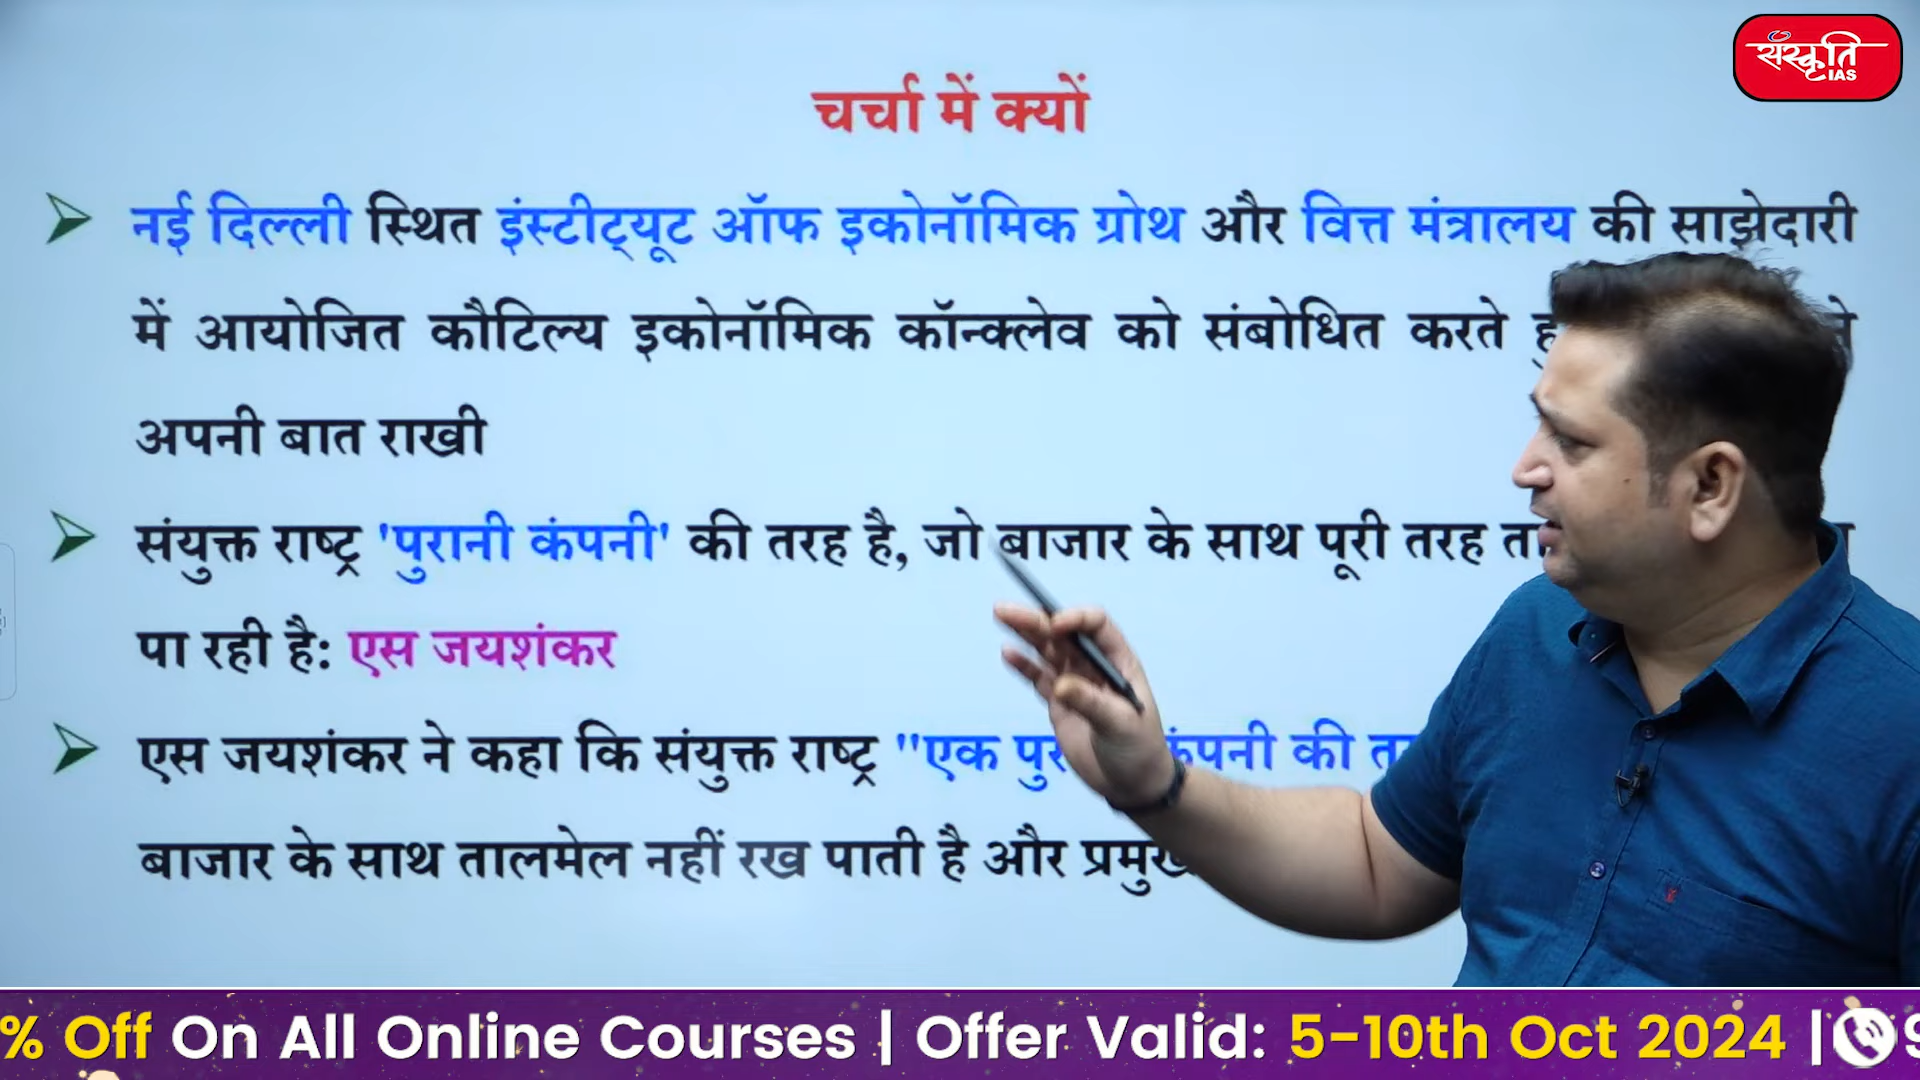 संस्कृति
IAS
चर्चा में क्यों
नई दिल्ली स्थित इंस्टीट्यूट ऑफ इकोनॉमिक ग्रोथ और वित्त मंत्रालय की साझेदारी
में आयोजित कौटिल्य इकोनॉमिक कॉन्क्लेव को संबोधित करते
अपनी बात राखी
संयुक्त राष्ट्र 'पुरानी कंपनी' की तरह है, जो बाजार के साथ पूरी तरह
पा रही है: एस जयशंकर
एस जयशंकर ने कहा कि संयुक्त राष्ट्र "एक कंपनी की
बाजार के साथ तालमेल नहीं रख पाती है और
% Off On All Online Courses | Offer Valid: 5-10th Oct 2024 |